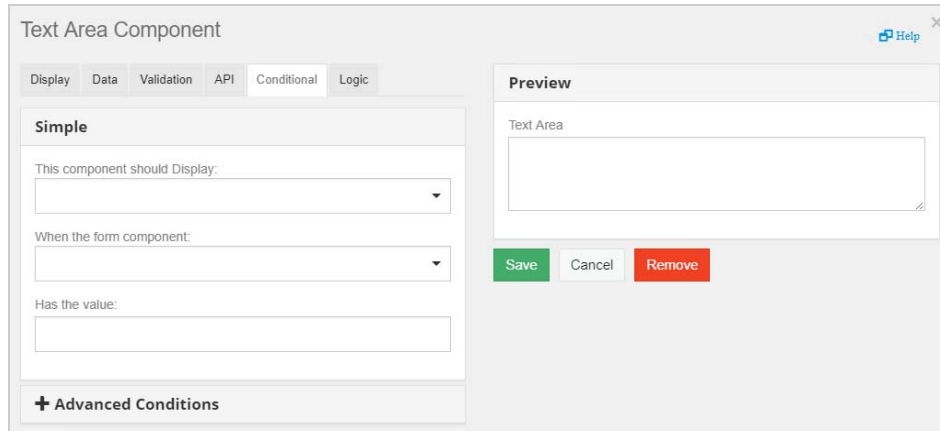 Text Area Component
Help
Display Data Validation API Conditional Logic
Simple
This component should Display:
When the form component:
Has the value:
+ Advanced Conditions
Preview
Text Area
Save Cancel Remove